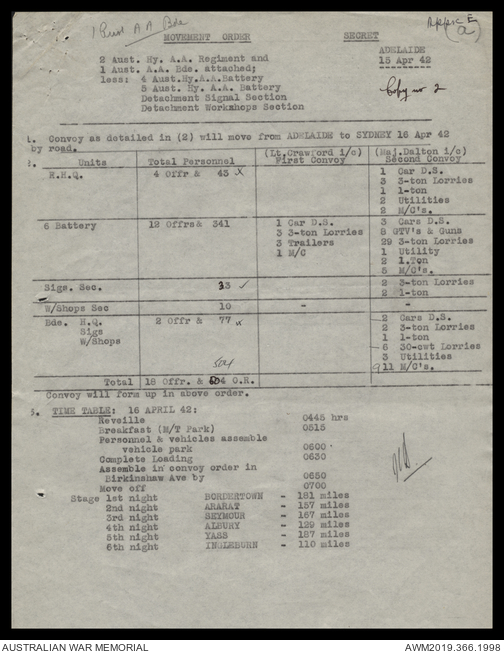 1 Aust A A Bde
Appx E
(a)
MOVEMENT ORDER
SECRET
ADELAIDE
15 Apr 42
2 Aust. Hy. A.A. Regiment and
1 Aust. A.A. Bde. attached;
less: 4 Aust.Hy.A.A.Battery
5 Aust. Hy. A.A. Battery
Detachment Signal Section
Detachment Workshops Section
Copy no 2
1. Convoy as detailed in (2) will move from ADELAIDE to SYDNEY 16 Apr 42
by road.
(Lt.Crawford i/c) (Maj.Dalton i/c)
2. Units Total Personnel First Convoy Second Convoy
R.H.Q. 4 Offr & 43 x 1 Car D.S.
3 3-ton Lorries
1 1-ton
2 Utilities
2 M/C's.
6 Battery 12 Offrs& 341 1 Car D.S. 3 Cars D.S.
3 3-ton Lorries 8 GTV's & Guns
3 Trailers 29 3-ton Lorries
1 M/C 1 Utility
2 1.Ton
5 M/C's.
Sigs. Sec. 33 ✓ 2 3-ton Lorries
2 1-ton
W/Shops Sec 10 - -
Bde. H.Q. 2 Offr & 77 x 2 Cars D.S.
Sigs 2 3-ton Lorries
W/Shops 1 1-ton
6 30-cwt Lorries
3 Utilities
504 9 11 M/C's.
Total 18 Offr. & 504 O.R.
Convoy will form up in above order.
3. TIME TABLE: 16 APRIL 42:
Reveille 0445 hrs
Breakfast (M/T Park) 0515
Personnel & vehicles assemble
vehicle park 0600
Complete Loading 0630
Assemble in convoy order in
Birkinshaw Ave by 0650
Move off 0700
Stage 1st night BORDERTOWN - 181 miles
2nd night ARARAT - 157 miles
3rd night SEYMOUR - 167 miles
4th night ALBURY - 129 miles
5th night YASS - 187 miles
6th night INGLEBURN - 110 miles
AUSTRALIAN WAR MEMORIAL
AWM2019.366.1998